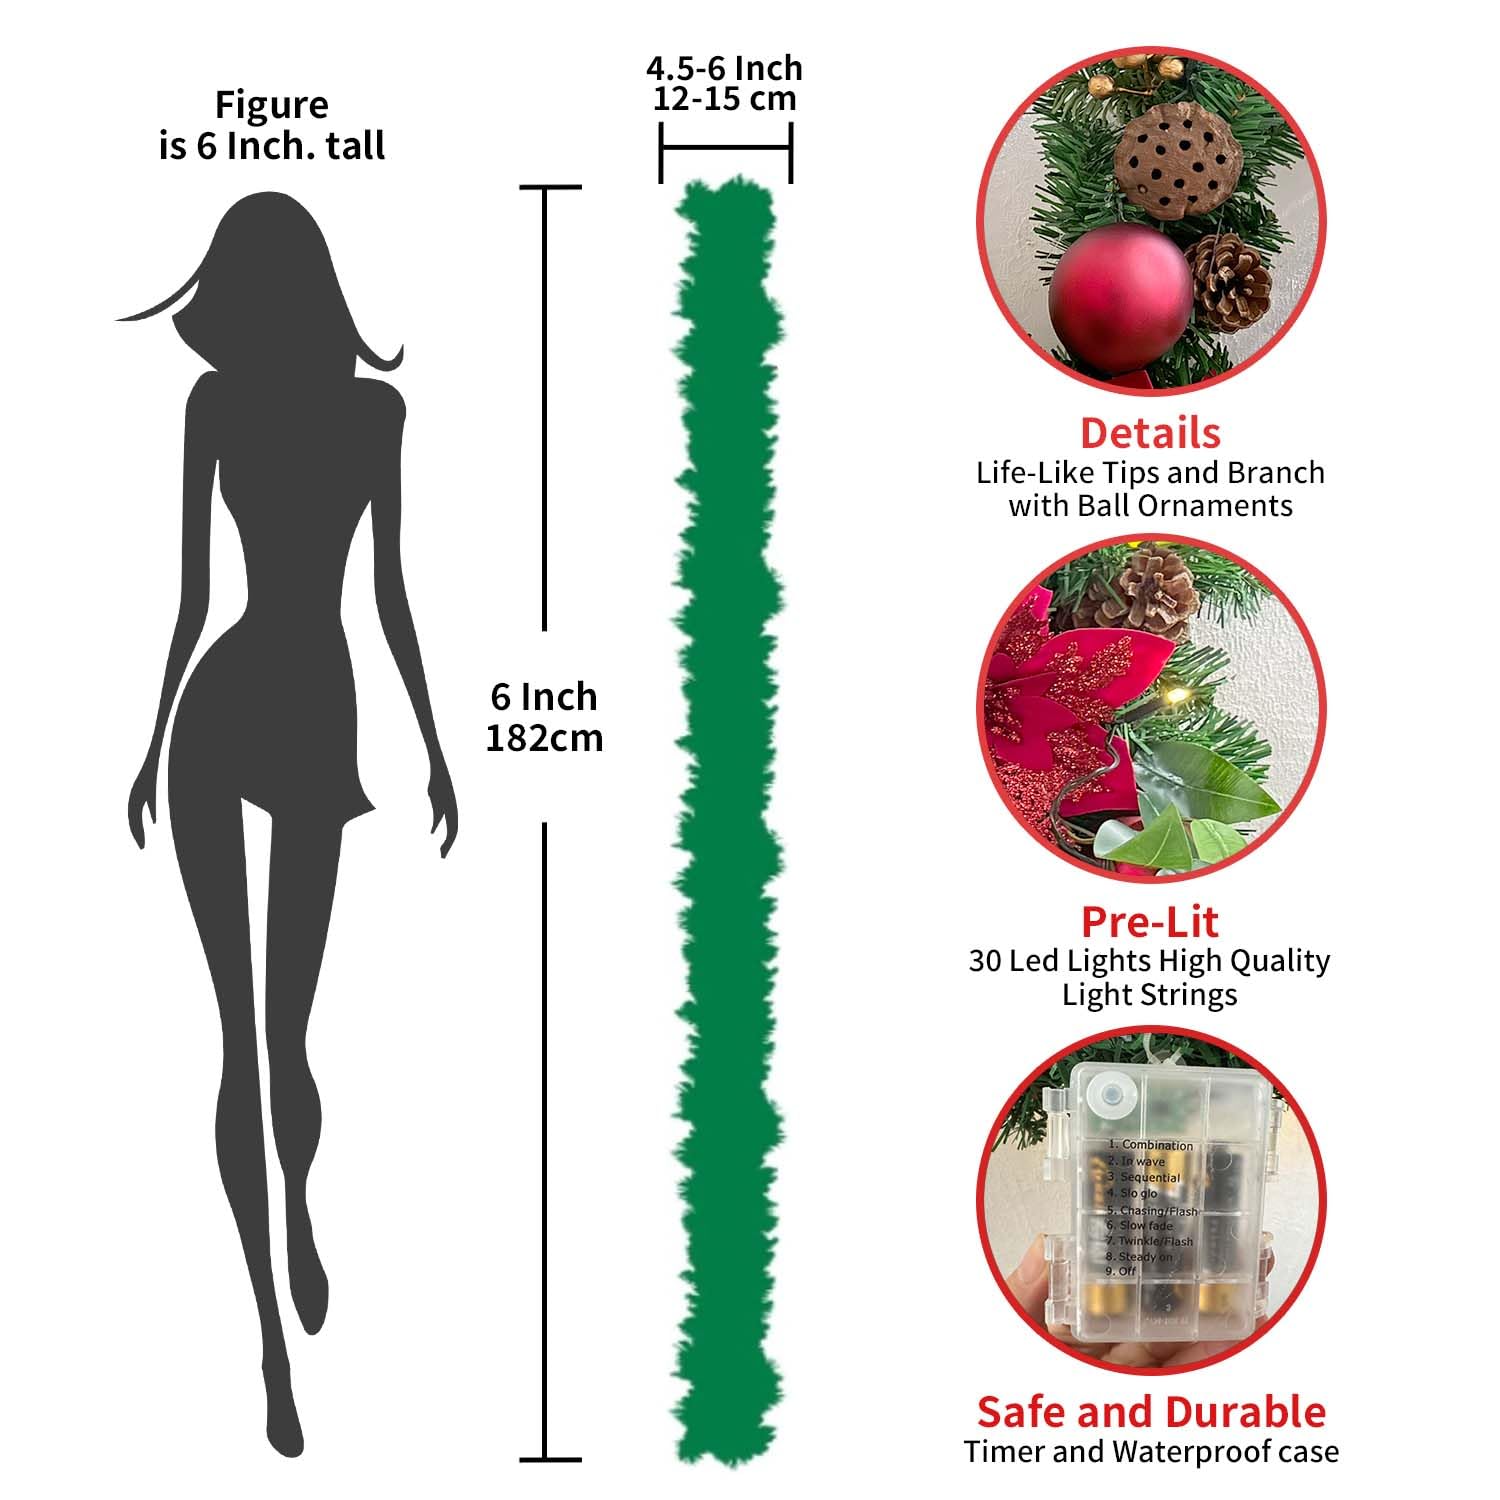 Figure
is 6 Inch. tall
4.5-6 Inch
12-15 cm
6 Inch
182cm
Details
Life-Like Tips and Branch
with Ball Ornaments
Pre-Lit
30 Led Lights High Quality
Light Strings
1. Combination
2. In wave
3. Sequential
4. Slo glo
5. Chasing/Flash
6. Slow fade
7. Twinkle/Flash
8. Steady on
9. Off
Safe and Durable
Timer and Waterproof case